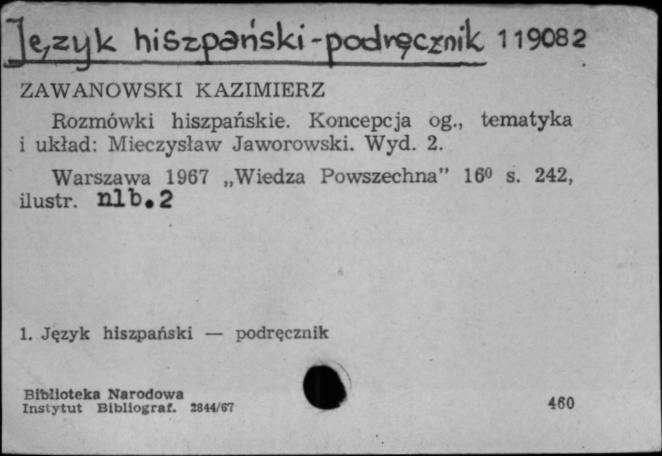 Język hiszpański-podręcznik 119082
ZAWANOWSKI KAZIMIERZ
Rozmówki hiszpańskie. Koncepcja og., tematyka
i układ: Mieczysław Jaworowski. Wyd. 2.
Warszawa 1967 „Wiedza Powszechna" 16⁰ s. 242,
ilustr. nlb. 2
1. Język hiszpański — podręcznik
Biblioteka Narodowa
Instytut Bibliograf. 2844/67
460